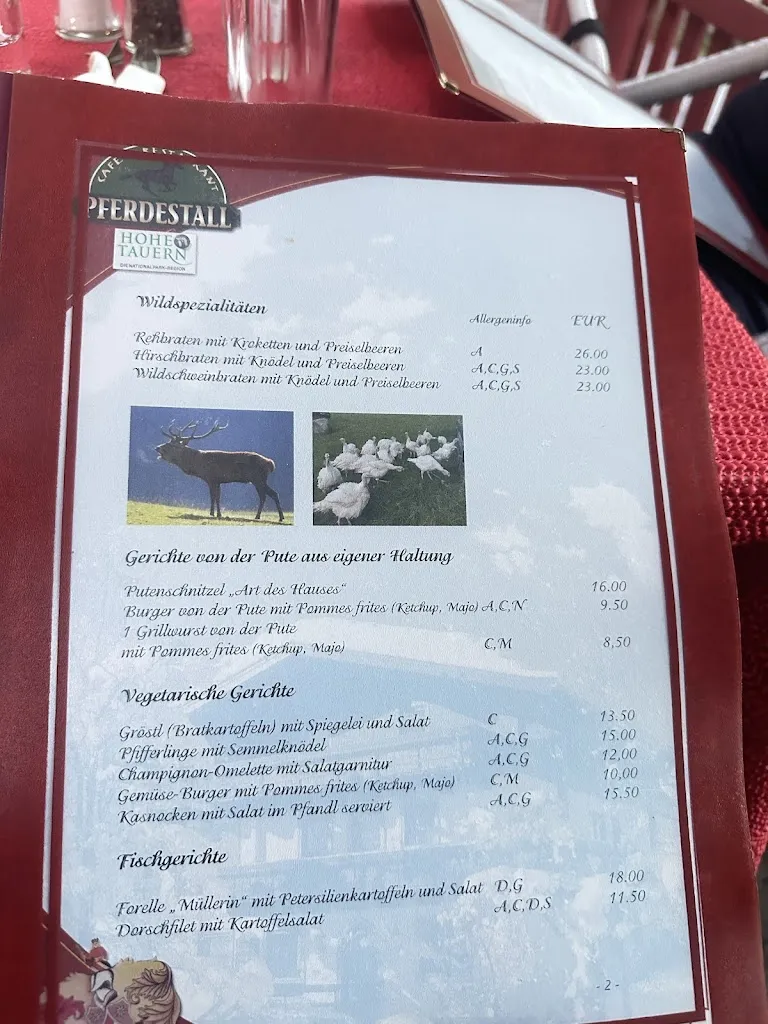 CAFE RESTAURANT
PFERDESTALL
HOHE
TAUERN
DIE NATIONALPARK-REGION
Wildspezialitäten Allergeninfo EUR
Rehbraten mit Kroketten und Preiselbeeren A 26.00
Hirschbraten mit Knödel und Preiselbeeren A,C,G,S 23.00
Wildschweinbraten mit Knödel und Preiselbeeren A,C,G,S 23.00
Gerichte von der Pute aus eigener Haltung
Putenschnitzel „Art des Hauses“ 16.00
Burger von der Pute mit Pommes frites (Ketchup, Majo) A,C,N 9.50
1 Grillwurst von der Pute
mit Pommes frites (Ketchup, Majo) C,M 8,50
Vegetarische Gerichte
Gröstl (Bratkartoffeln) mit Spiegelei und Salat C 13.50
Pfifferlinge mit Semmelknödel A,C,G 15.00
Champignon-Omelette mit Salatgarnitur A,C,G 12,00
Gemüse-Burger mit Pommes frites (Ketchup, Majo) C,M 10,00
Kasnocken mit Salat im Pfandl serviert A,C,G 15.50
Fischgerichte
Forelle „Müllerin“ mit Petersilienkartoffeln und Salat D,G 18.00
Dorschfilet mit Kartoffelsalat A,C,D,S 11.50
- 2 -